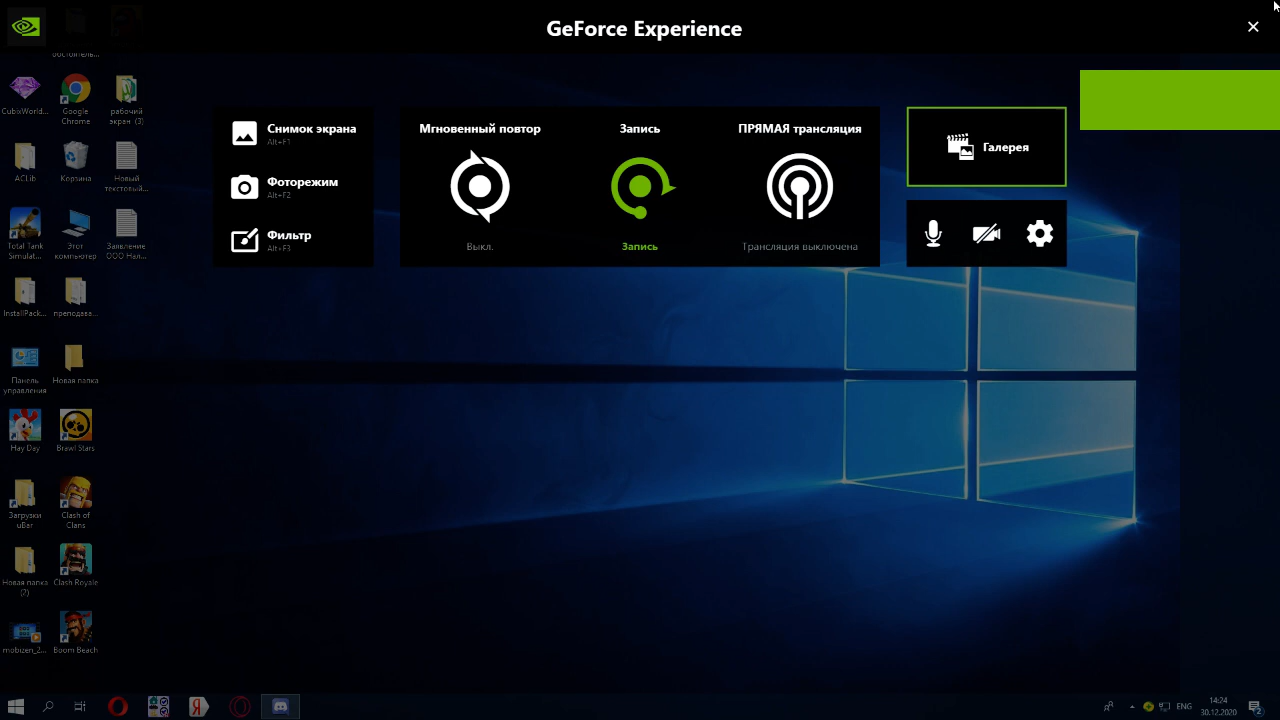 GeForce Experience
Снимок экрана
Alt+F1
Фоторежим
Alt+F2
Фильтр
Alt+F3
Мгновенный повтор
Выкл.
Запись
Запись
ПРЯМАЯ трансляция
Трансляция выключена
Галерея
CubixWorld...
Google
Chrome
рабочий
экран (3)
ACLib
Корзина
Новый
текстовый...
Total Tank
Simulat...
Этот
компьютер
Заявление
ООО Нал...
InstallPack...
преподава...
Панель
управления
Новая папка
Hay Day
Brawl Stars
Загрузки
uBar
Clash of
Clans
Новая папка
(2)
Clash Royale
mobizen_2...
Boom Beach
ENG
14:24
30.12.2020
2